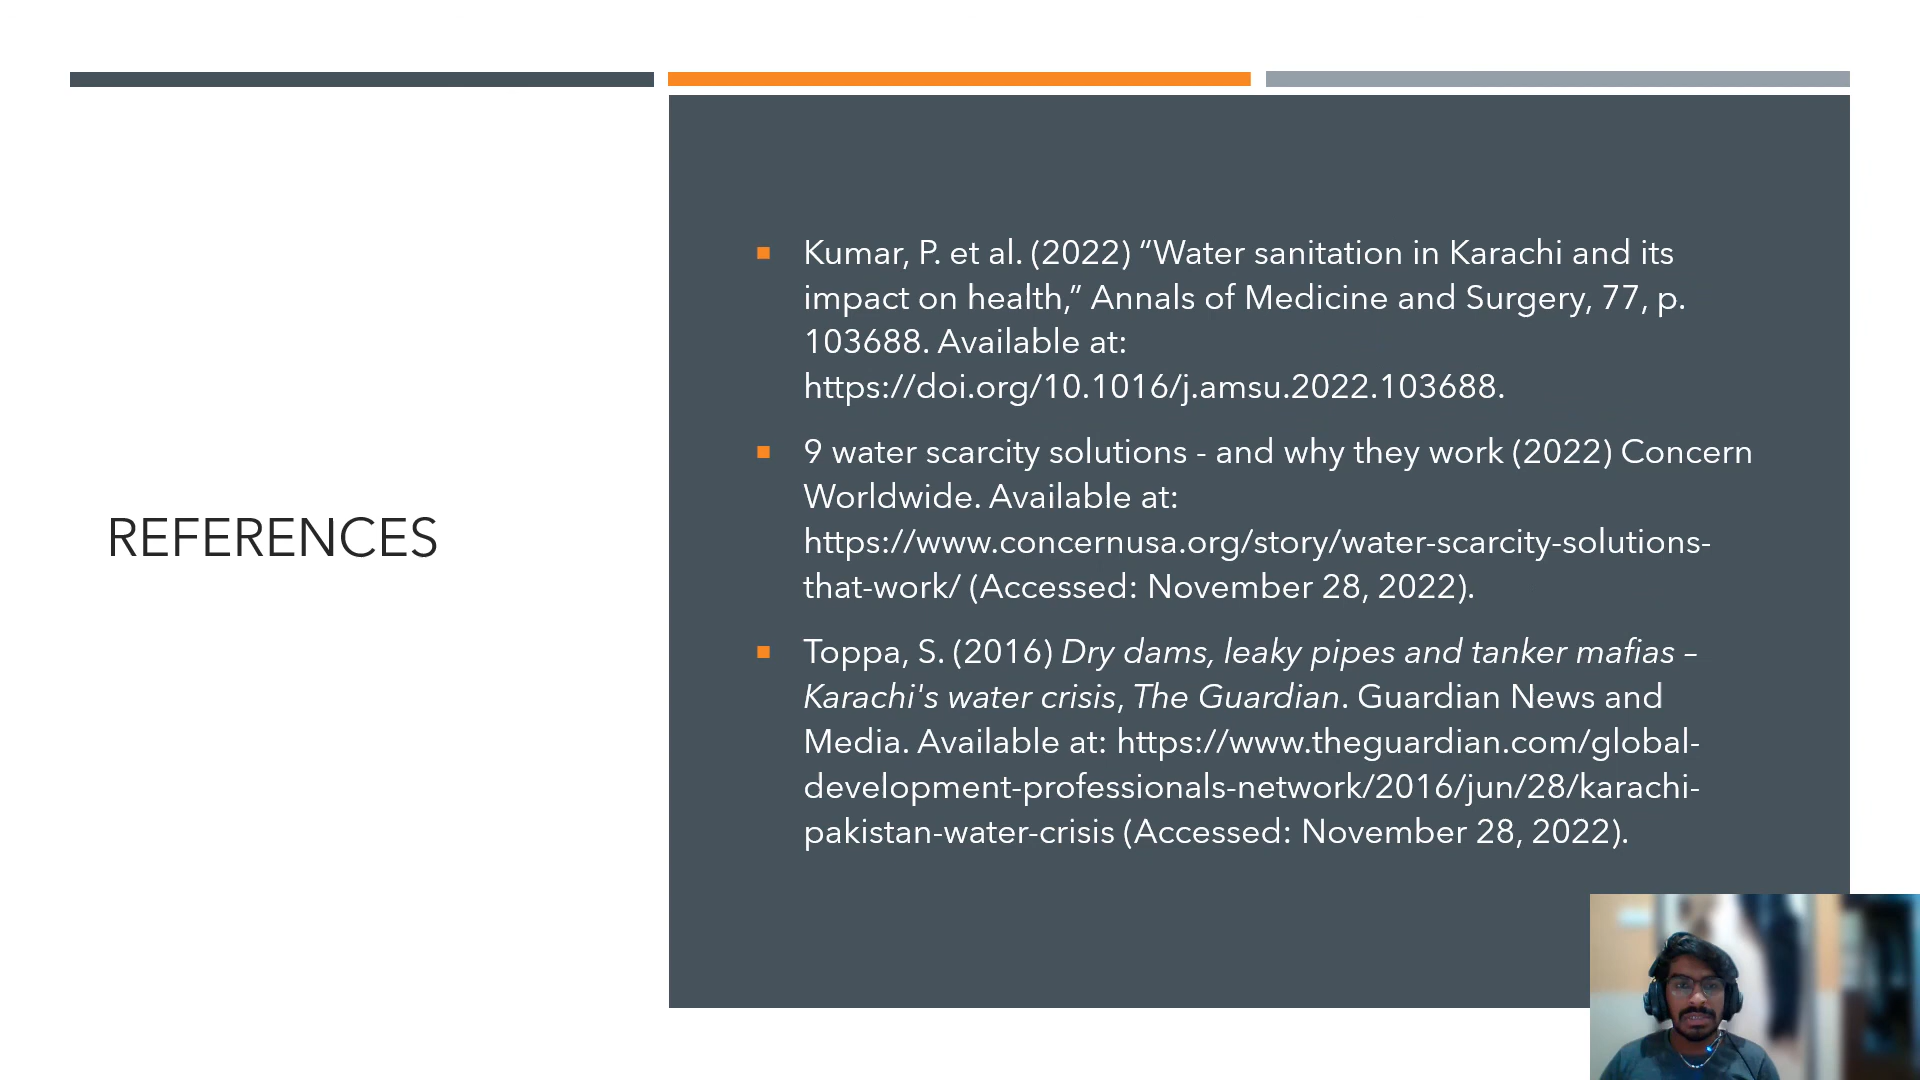 REFERENCES
Kumar, P. et al. (2022) “Water sanitation in Karachi and its
impact on health,” Annals of Medicine and Surgery, 77, p.
103688. Available at:
https://doi.org/10.1016/j.amsu.2022.103688.
9 water scarcity solutions - and why they work (2022) Concern
Worldwide. Available at:
https://www.concernusa.org/story/water-scarcity-solutions-
that-work/ (Accessed: November 28, 2022).
Toppa, S. (2016) Dry dams, leaky pipes and tanker mafias –
Karachi's water crisis, The Guardian. Guardian News and
Media. Available at: https://www.theguardian.com/global-
development-professionals-network/2016/jun/28/karachi-
pakistan-water-crisis (Accessed: November 28, 2022).